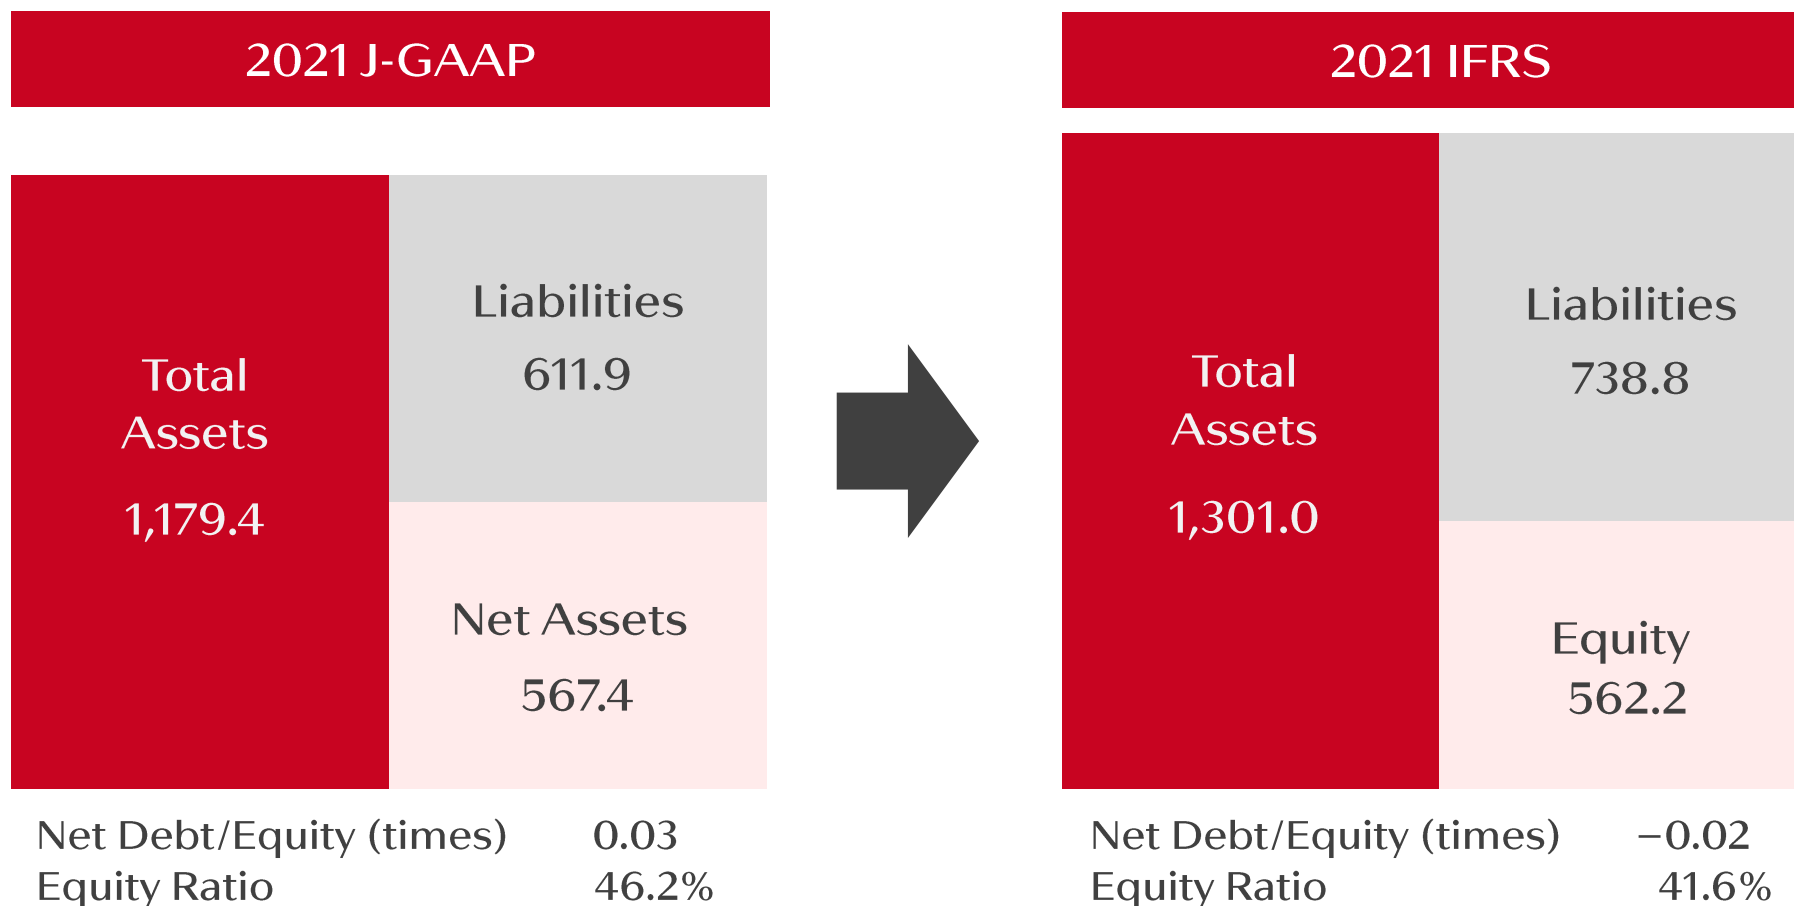 2021 J-GAAP
Total
Assets
1,179.4
Liabilities
611.9
Net Assets
567.4
Net Debt/Equity (times) 0.03
Equity Ratio 46.2%
2021 IFRS
Total
Assets
1,301.0
Liabilities
738.8
Equity
562.2
Net Debt/Equity (times) −0.02
Equity Ratio 41.6%